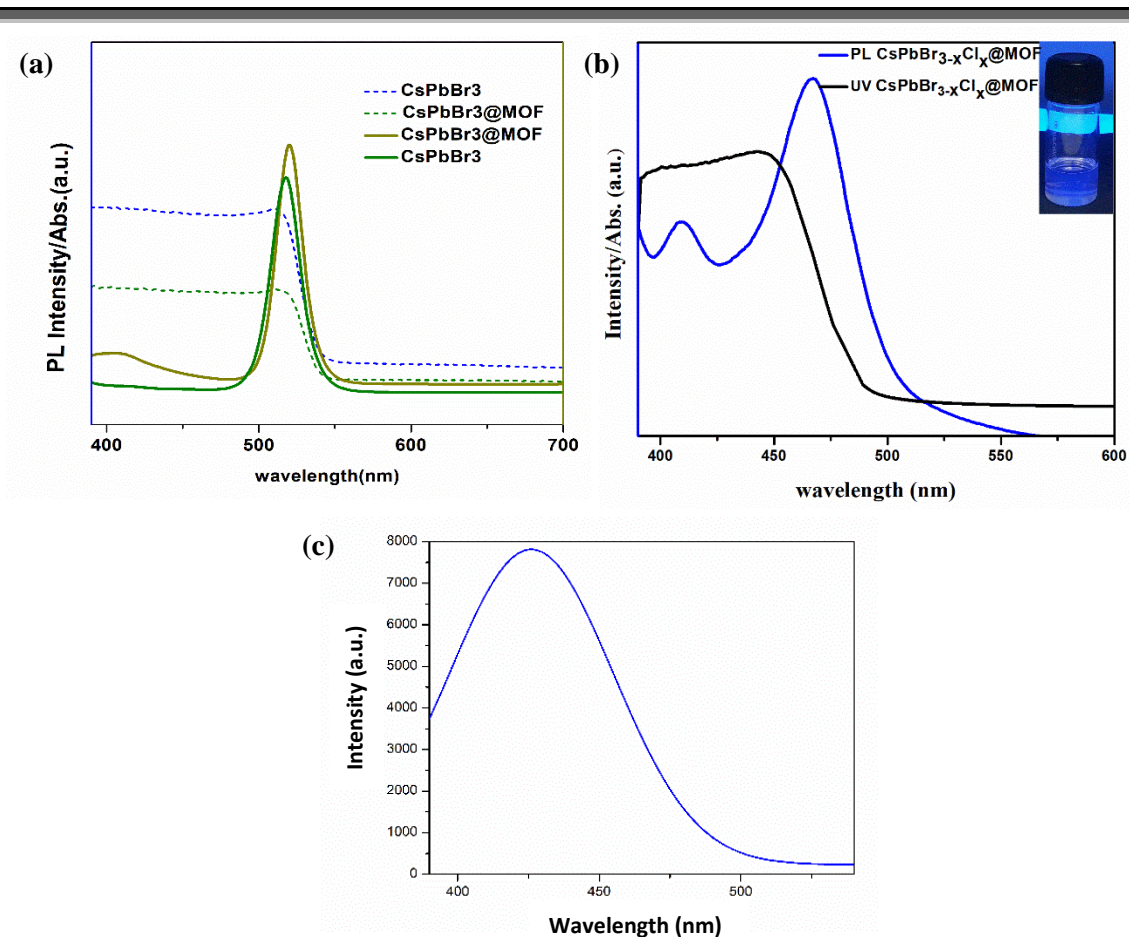 (a)
CsPbBr3
CsPbBr3@MOF
CsPbBr3@MOF
CsPbBr3
PL Intensity/Abs.(a.u.)
400
500
600
700
wavelength(nm)
(b)
PL CsPbBr3-xClx@MOF
UV CsPbBr3-xClx@MOF
Intensity/Abs. (a.u.)
400
450
500
550
600
wavelength (nm)
(c)
8000
7000
6000
5000
4000
3000
2000
1000
0
Intensity (a.u.)
400
450
500
Wavelength (nm)